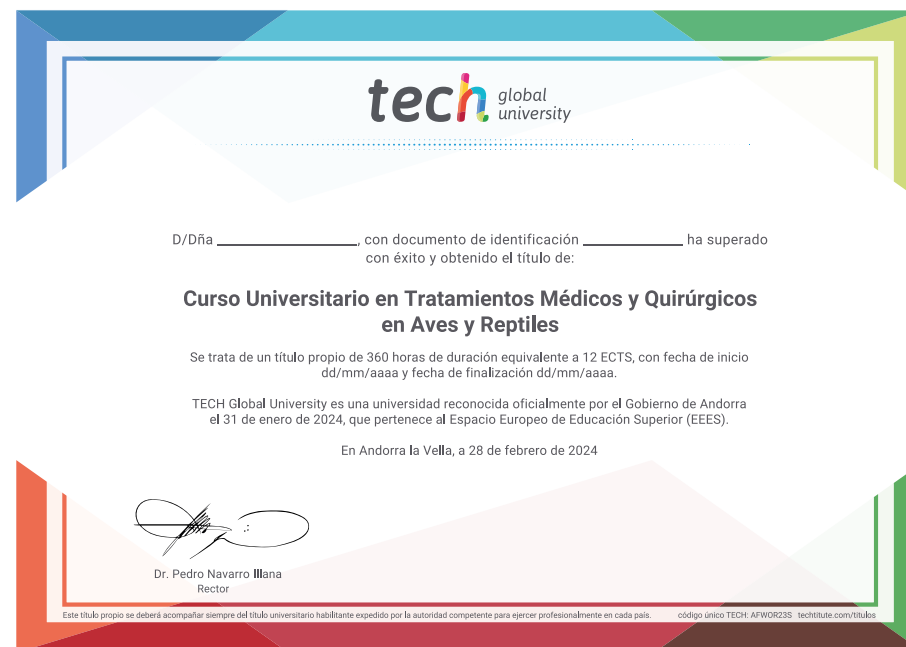 tech global
university
D/Dña ____________________, con documento de identificación ______________ ha superado
con éxito y obtenido el título de:
Curso Universitario en Tratamientos Médicos y Quirúrgicos
en Aves y Reptiles
Se trata de un título propio de 360 horas de duración equivalente a 12 ECTS, con fecha de inicio
dd/mm/aaaa y fecha de finalización dd/mm/aaaa.
TECH Global University es una universidad reconocida oficialmente por el Gobierno de Andorra
el 31 de enero de 2024, que pertenece al Espacio Europeo de Educación Superior (EEES).
En Andorra la Vella, a 28 de febrero de 2024
Dr. Pedro Navarro Illana
Rector
Este título propio se deberá acompañar siempre del título universitario habilitante expedido por la autoridad competente para ejercer profesionalmente en cada país. código único TECH: AFWOR23S techtitute.com/titulos